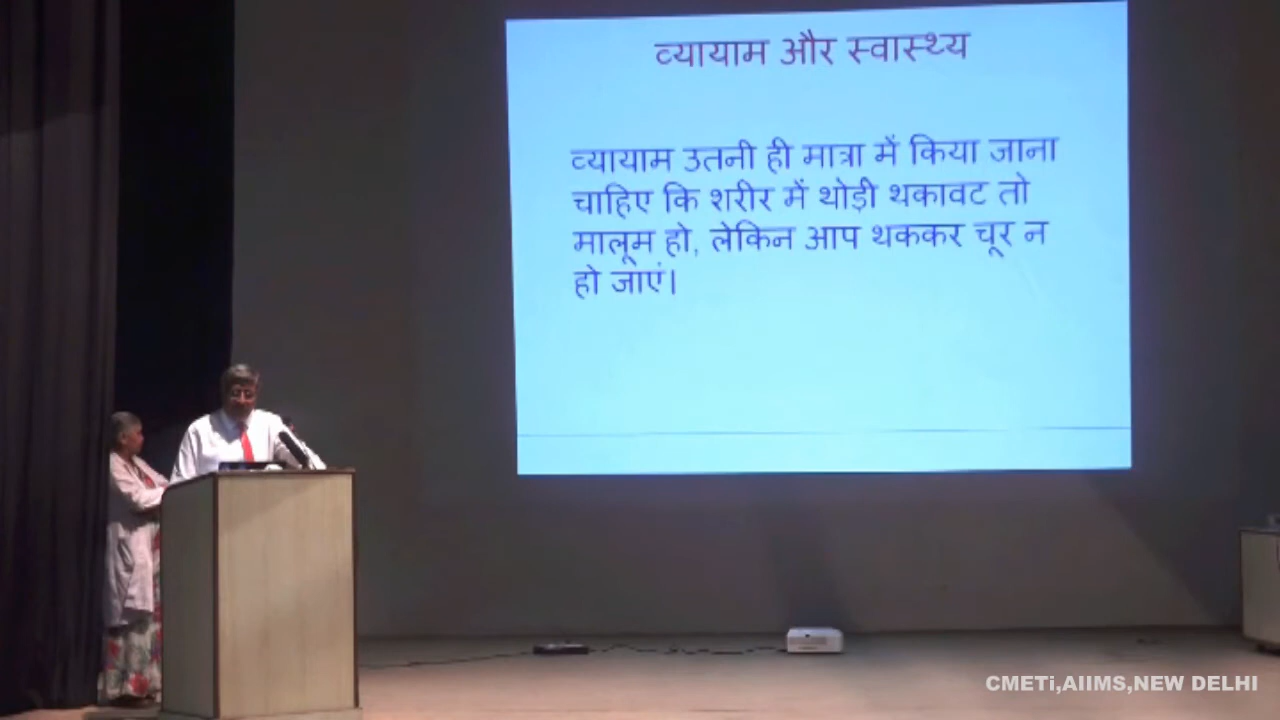 व्यायाम और स्वास्थ्य
व्यायाम उतनी ही मात्रा में किया जाना
चाहिए कि शरीर में थोड़ी थकावट तो
मालूम हो, लेकिन आप थककर चूर न
हो जाएं।
CMETi,AIIMS,NEW DELHI